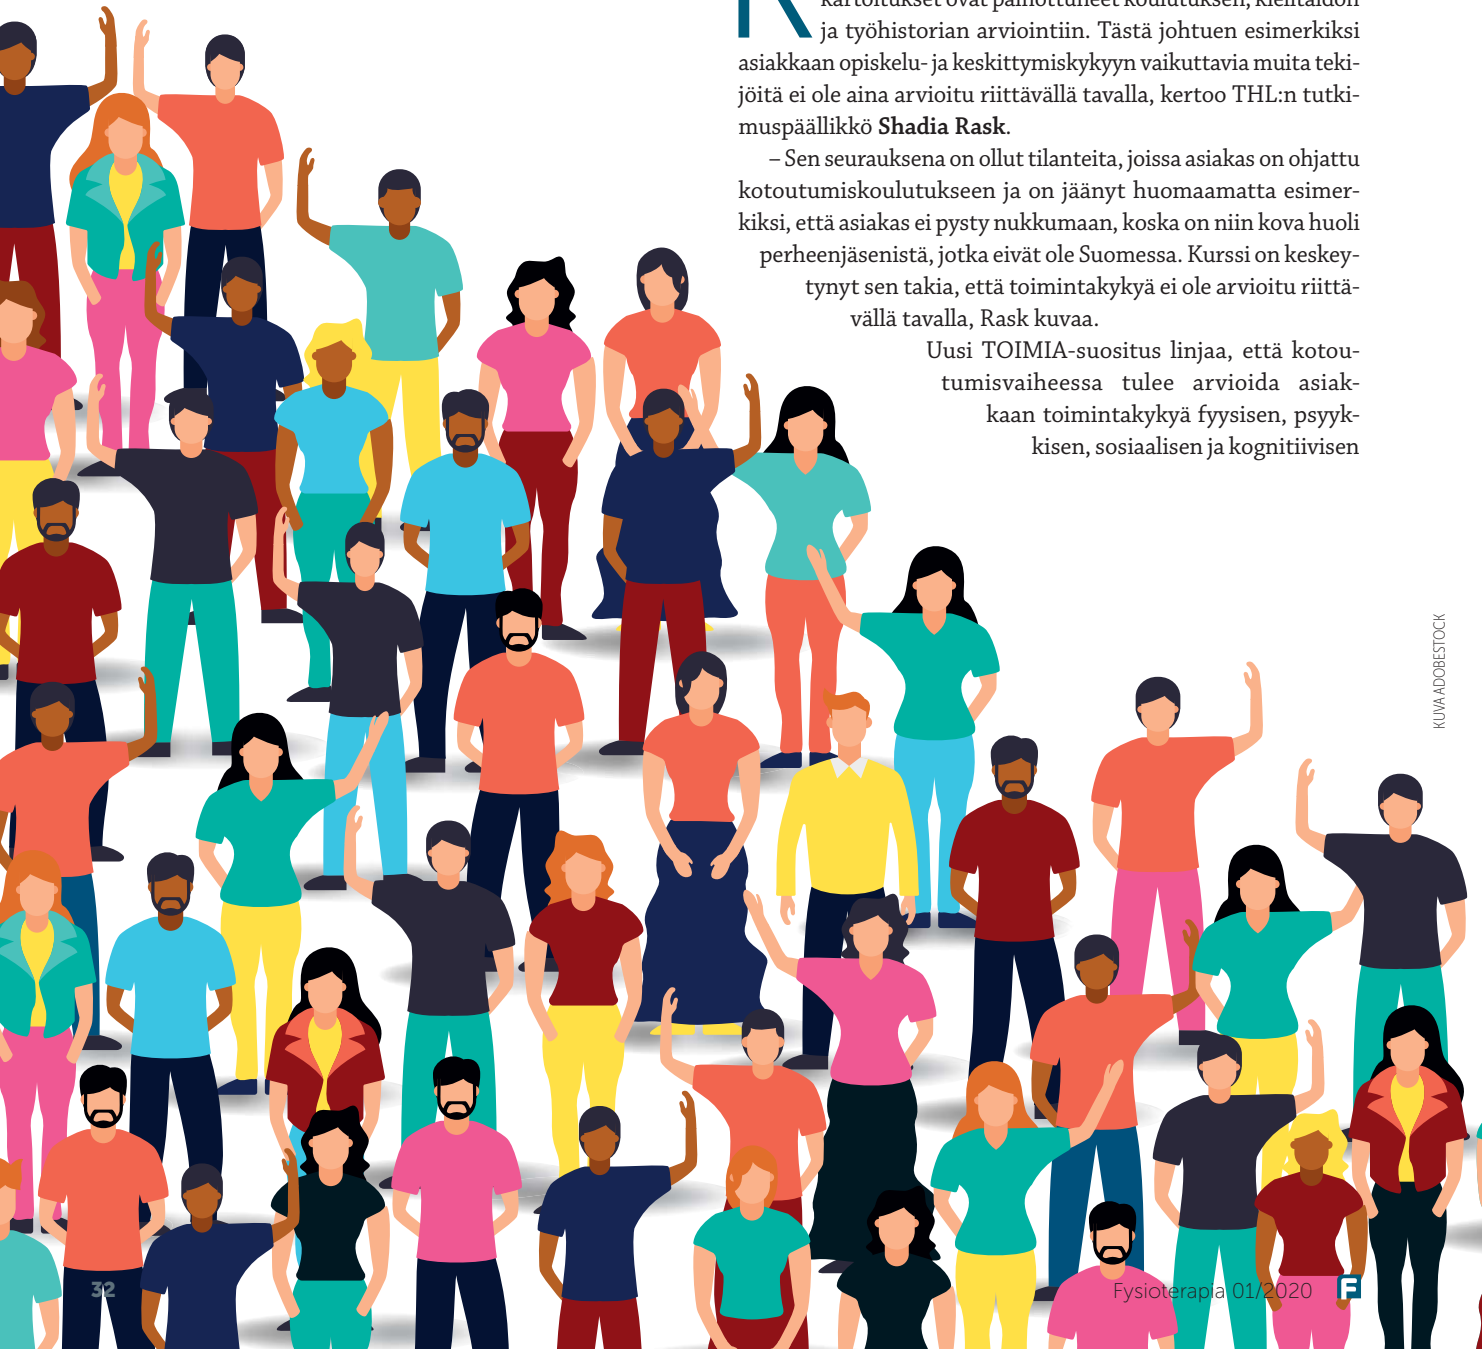 K
kartoitukset ovat painottuneet koulutuksen, kielitaidon
ja työhistorian arviointiin. Tästä johtuen esimerkiksi
asiakkaan opiskelu- ja keskittymiskykyyn vaikuttavia muita teki-
jöitä ei ole aina arvioitu riittävällä tavalla, kertoo THL:n tutki-
muspäällikkö Shadia Rask.
– Sen seurauksena on ollut tilanteita, joissa asiakas on ohjattu
kotoutumiskoulutukseen ja on jäänyt huomaamatta esimer-
kiksi, että asiakas ei pysty nukkumaan, koska on niin kova huoli
perheenjäsenistä, jotka eivät ole Suomessa. Kurssi on keskey-
tynyt sen takia, että toimintakykyä ei ole arvioitu riittä-
vällä tavalla, Rask kuvaa.
Uusi TOIMIA-suositus linjaa, että kotou-
tumisvaiheessa tulee arvioida asiak-
kaan toimintakykyä fyysisen, psyyk-
kisen, sosiaalisen ja kognitiivisen
KUVA ADOBESTOCK
32
Fysioterapia 01/2020 F